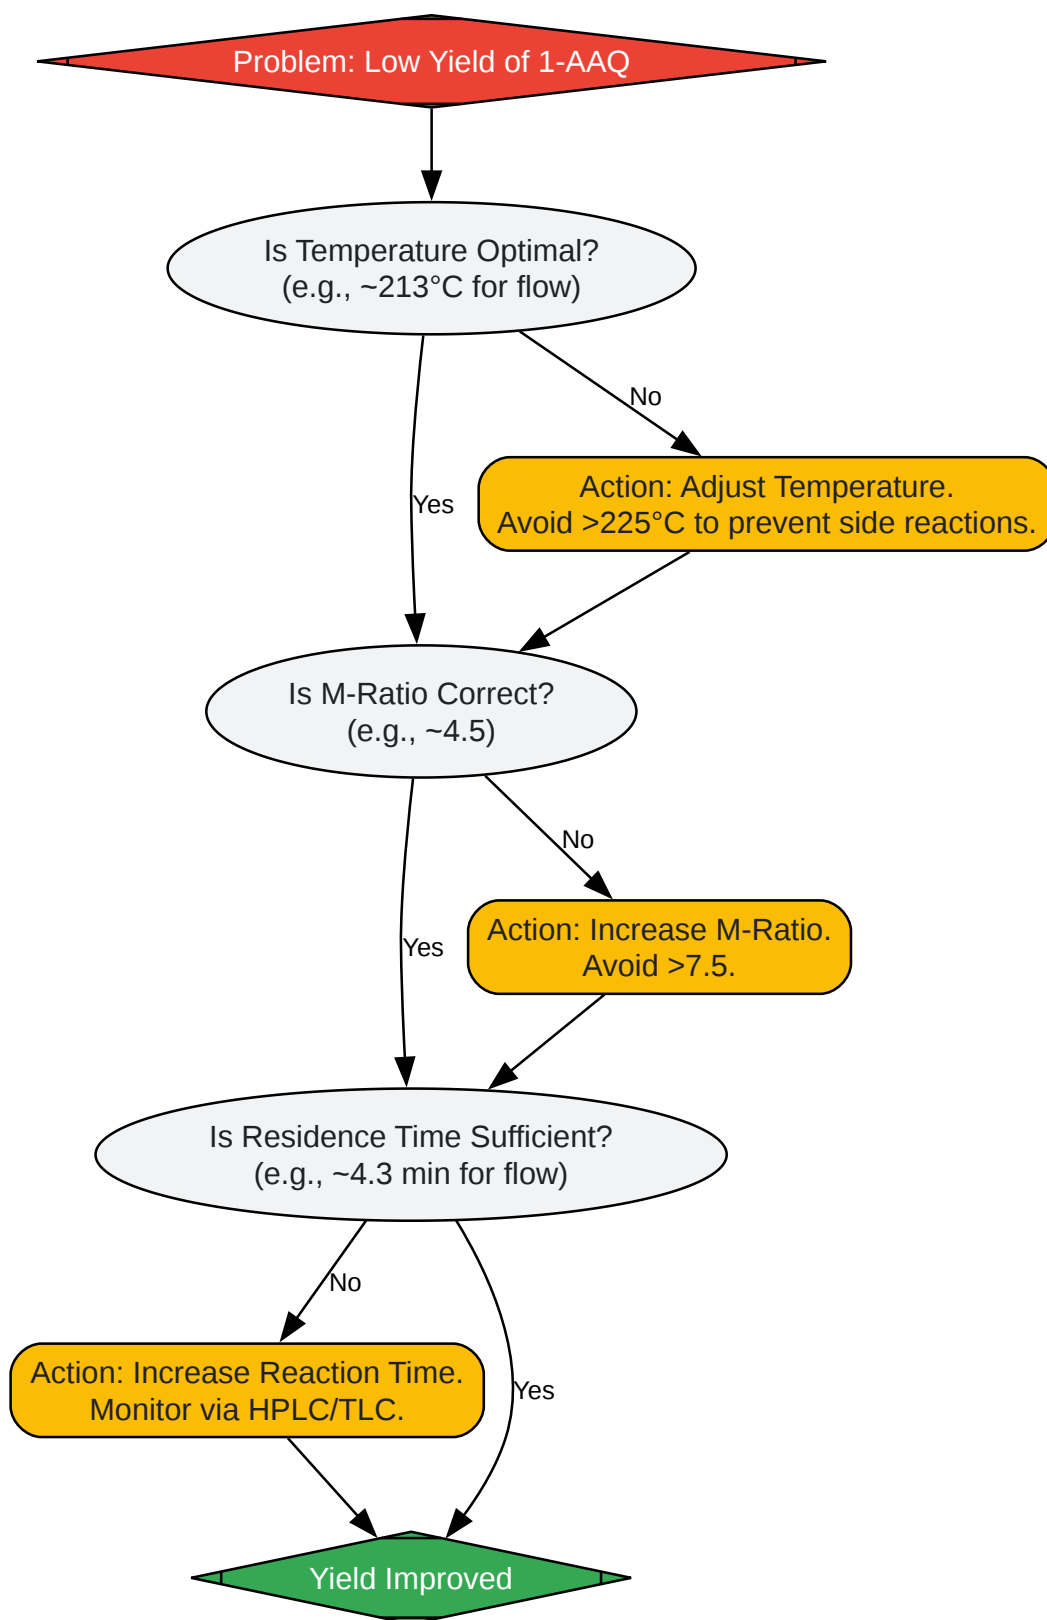 Problem: Low Yield of 1-AAQ
Is Temperature Optimal?
(e.g., ~213°C for flow)
No
Action: Adjust Temperature.
Avoid >225°C to prevent side reactions.
Yes
Is M-Ratio Correct?
(e.g., ~4.5)
No
Action: Increase M-Ratio.
Avoid >7.5.
Yes
Is Residence Time Sufficient?
(e.g., ~4.3 min for flow)
No
Action: Increase Reaction Time.
Monitor via HPLC/TLC.
Yes
Yield Improved